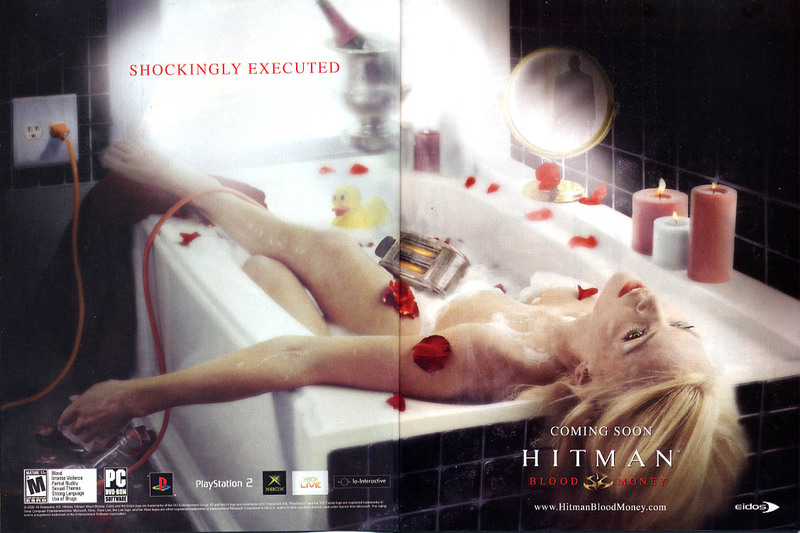 SHOCKINGLY EXECUTED
COMING SOON
HITMAN
BLOOD MONEY
www.HitmanBloodMoney.com
eidos
MATURE 17+
M
ESRB
Blood
Intense Violence
Partial Nudity
Sexual Themes
Strong Language
Use of Drugs
PC
DVD-ROM
SOFTWARE
PlayStation 2
XBOX
XBOX
LIVE
Io-Interactive